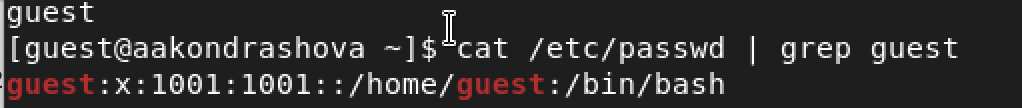 guest
[guest@aakondrashova ~]$ cat /etc/passwd | grep guest
guest:x:1001:1001::/home/guest:/bin/bash